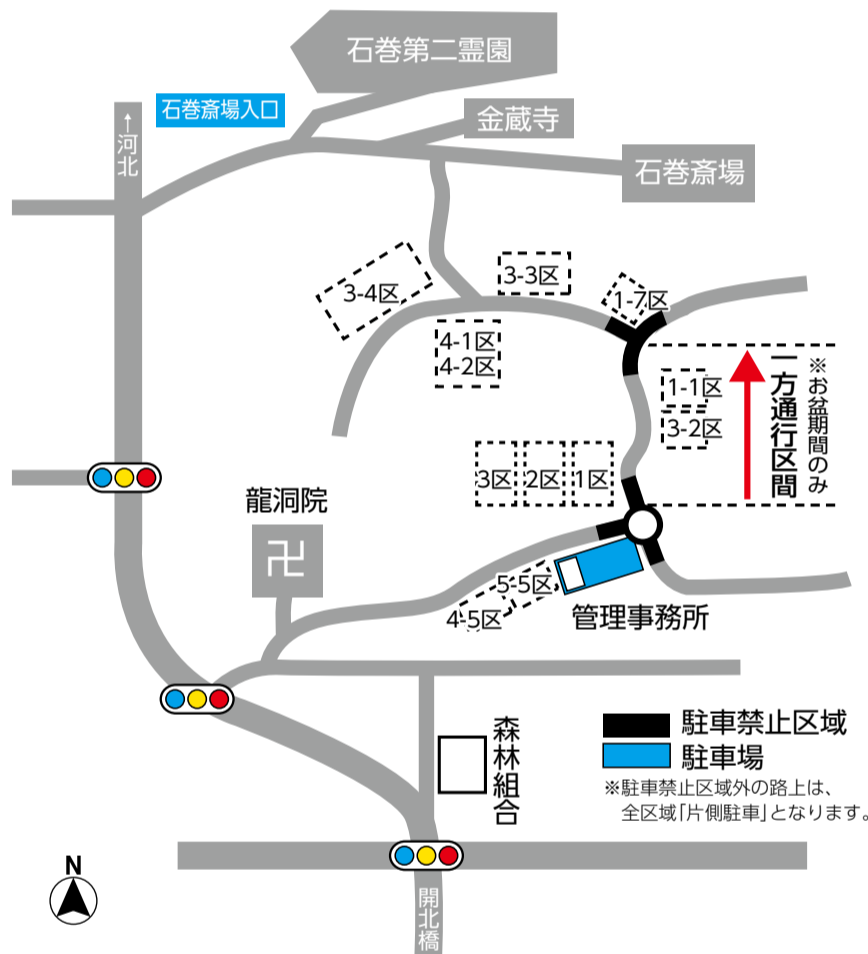 石巻第二霊園
石巻斎場入口
↑河北
金蔵寺
石巻斎場
3-4区
3-3区
1-7区
4-1区
4-2区
1-1区
3-2区
一方通行区間
※お盆期間のみ
3区
2区
1区
龍洞院
卍
5-5区
4-5区
管理事務所
森林組合
駐車禁止区域
駐車場
※駐車禁止区域外の路上は、
全区域「片側駐車」となります。
N
開北橋